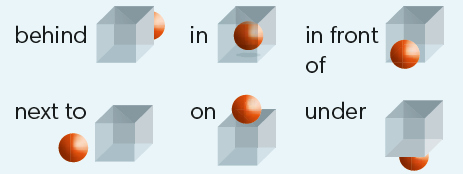 behind
in
in front
of
next to
on
under